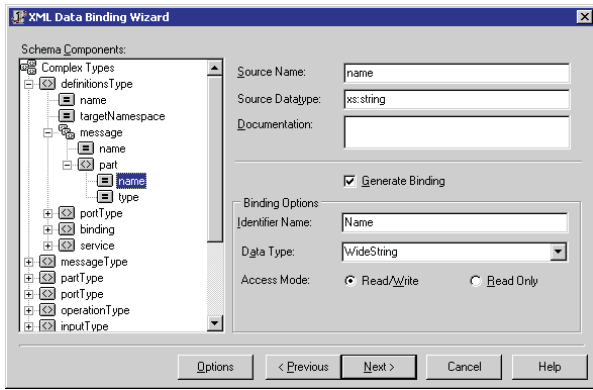 XML Data Binding Wizard
Schema Components:
Complex Types
definitionsType
name
targetNamespace
message
name
part
name
type
portType
binding
service
messageType
partType
portType
operationType
inputType
Source Name:
name
Source Datatype:
xs:string
Documentation:
Generate Binding
Binding Options
Identifier Name:
Name
Data Type:
WideString
Access Mode:
Read/Write
Read Only
Options
< Previous
Next >
Cancel
Help